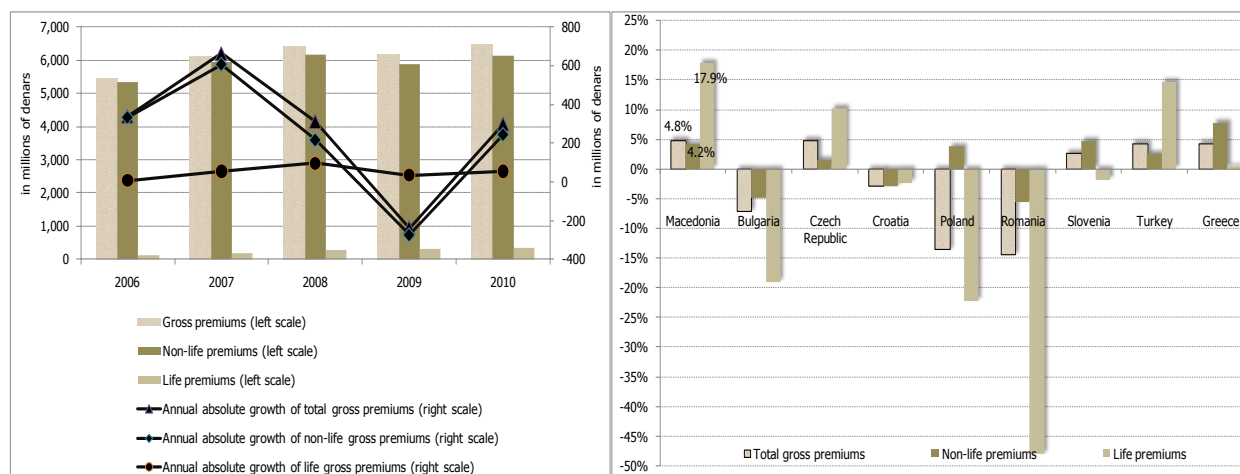 7,000
6,000
5,000
4,000
3,000
2,000
1,000
0
in millions of denars
800
600
400
200
0
-200
-400
in millions of denars
2006 2007 2008 2009 2010
Gross premiums (left scale)
Non-life premiums (left scale)
Life premiums (left scale)
Annual absolute growth of total gross premiums (right scale)
Annual absolute growth of non-life gross premiums (right scale)
Annual absolute growth of life gross premiums (right scale)
25%
20%
15%
10%
5%
0%
-5%
-10%
-15%
-20%
-25%
-30%
-35%
-40%
-45%
-50%
17.9%
4.8%
4.2%
Macedonia Bulgaria Czech Croatia Poland Romania Slovenia Turkey Greece
Republic
Total gross premiums Non-life premiums Life premiums